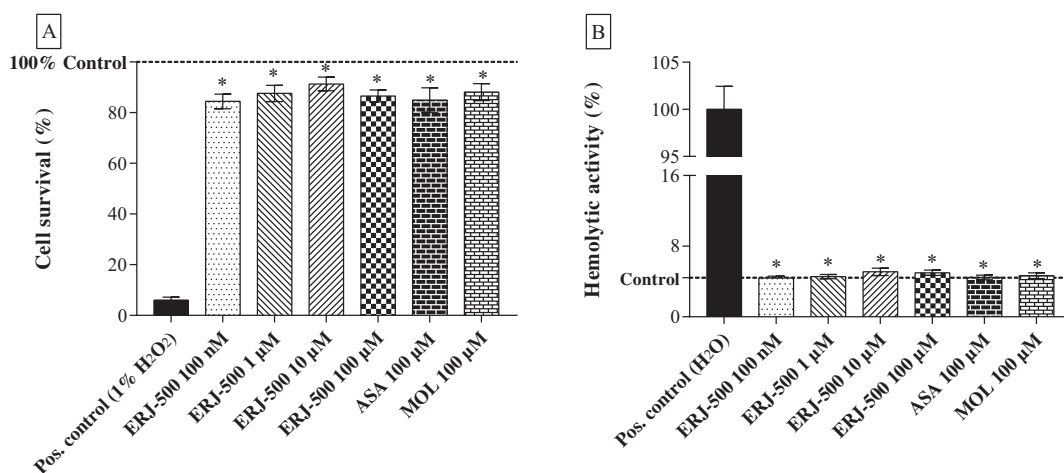 A
100% Control
80
60
40
20
0
Cell survival (%)
* * * * * *
Pos. control (1% H₂O₂)
ERJ-500 100 nM
ERJ-500 1 µM
ERJ-500 10 µM
ERJ-500 100 µM
ASA 100 µM
MOL 100 µM
B
105
100
95
16
8
Control
0
Hemolytic activity (%)
* * * * * *
Pos. control (H₂O)
ERJ-500 100 nM
ERJ-500 1 µM
ERJ-500 10 µM
ERJ-500 100 µM
ASA 100 µM
MOL 100 µM